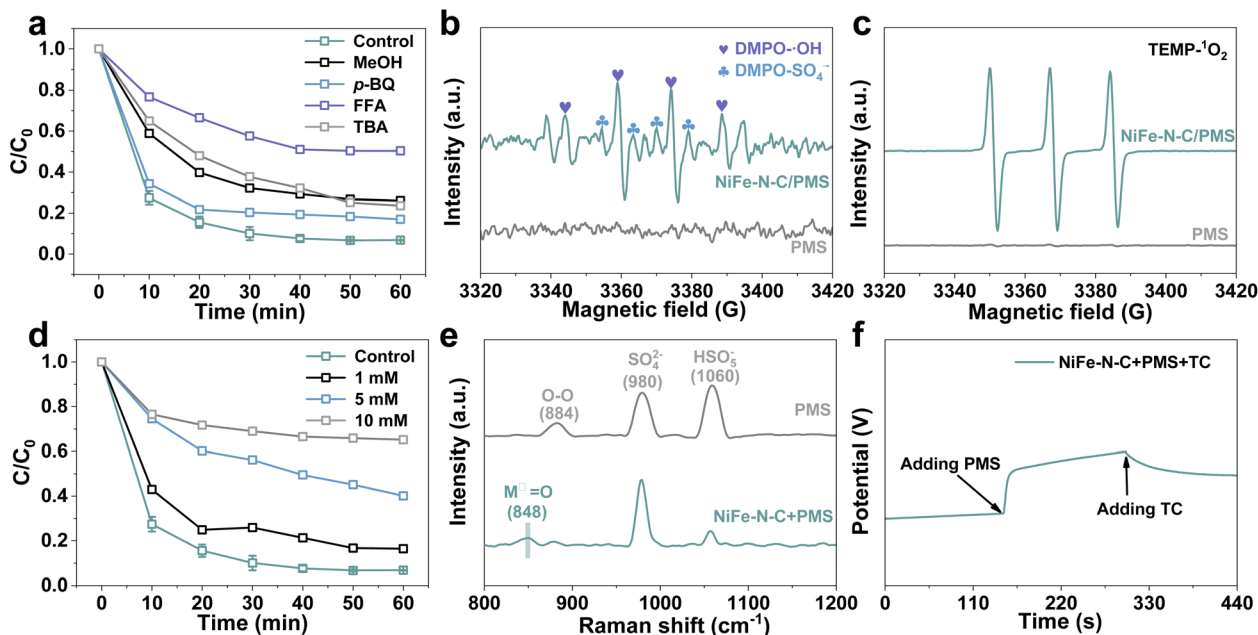 a
C/C₀
1.0
0.8
0.6
0.4
0.2
0.0
Control
MeOH
p-BQ
FFA
TBA
0 10 20 30 40 50 60
Time (min)
b
Intensity (a.u.)
♥ DMPO-·OH
♣ DMPO-SO₄·⁻
NiFe-N-C/PMS
PMS
3320 3340 3360 3380 3400 3420
Magnetic field (G)
c
Intensity (a.u.)
TEMP-¹O₂
NiFe-N-C/PMS
PMS
3320 3340 3360 3380 3400 3420
Magnetic field (G)
d
C/C₀
1.0
0.8
0.6
0.4
0.2
0.0
Control
1 mM
5 mM
10 mM
0 10 20 30 40 50 60
Time (min)
e
Intensity (a.u.)
O-O
(884)
SO₄²⁻
(980)
HSO₅⁻
(1060)
PMS
M□=O
(848)
NiFe-N-C+PMS
800 900 1000 1100 1200
Raman shift (cm⁻¹)
f
Potential (V)
NiFe-N-C+PMS+TC
Adding PMS
Adding TC
0 110 220 330 440
Time (s)